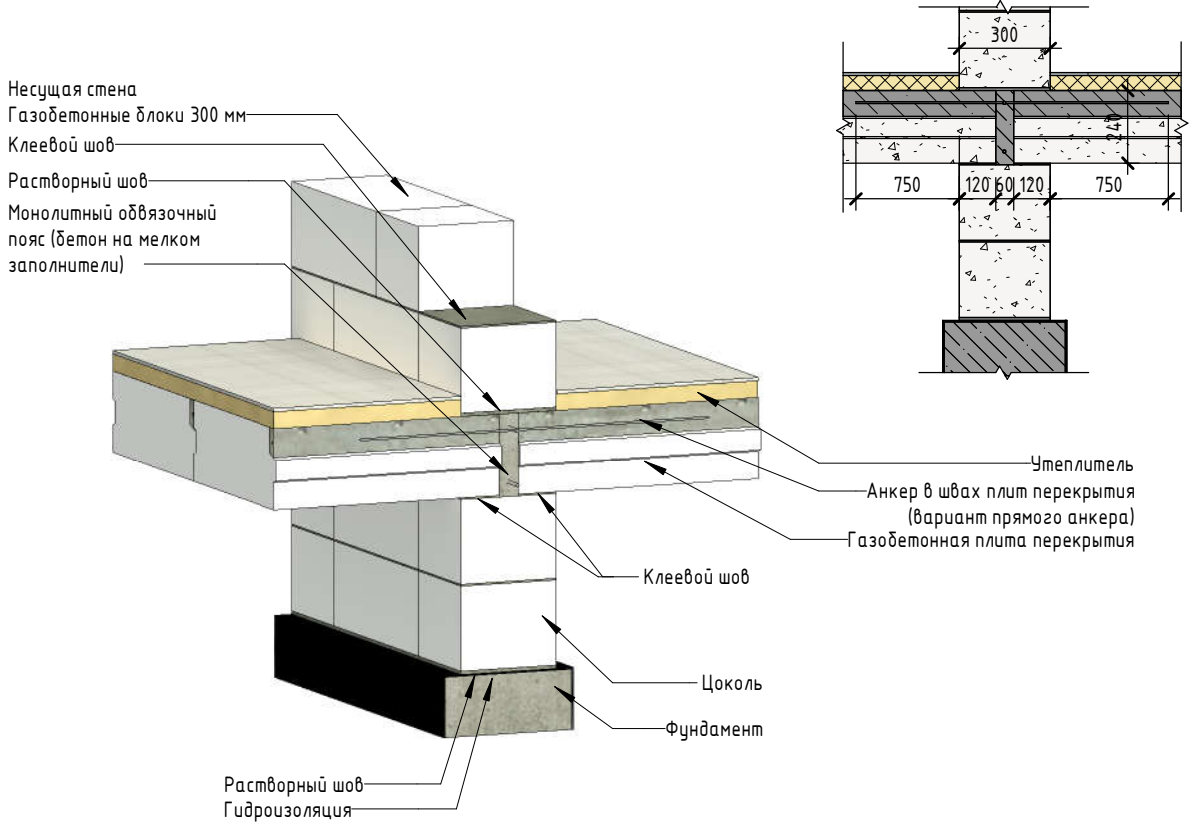 Несущая стена
Газобетонные блоки 300 мм
Клеевой шов
Растворный шов
Монолитный обвязочный
пояс (бетон на мелком
заполнители)
300
240
750
120
60
120
750
Утеплитель
Анкер в швах плит перекрытия
(вариант прямого анкера)
Газобетонная плита перекрытия
Клеевой шов
Цоколь
Фундамент
Растворный шов
Гидроизоляция